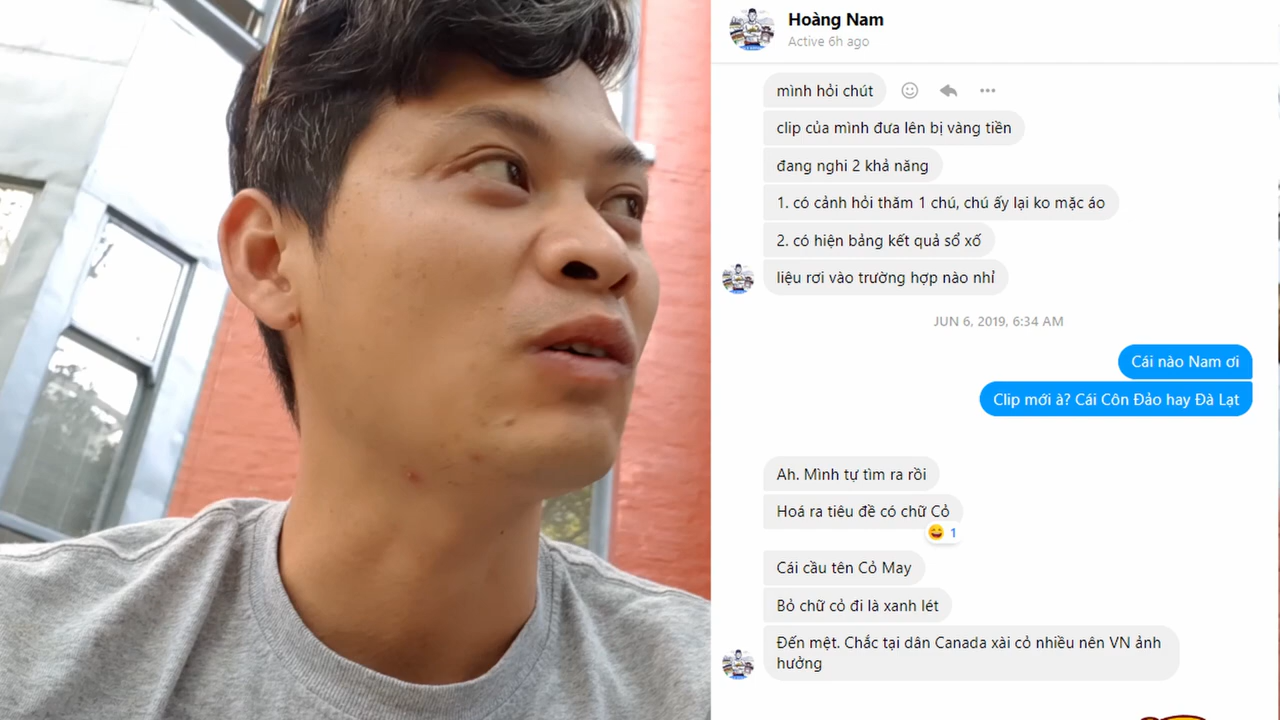 Hoàng Nam
Active 6h ago
mình hỏi chút
clip của mình đưa lên bị vàng tiền
đang nghi 2 khả năng
1. có cảnh hỏi thăm 1 chú, chú ấy lại ko mặc áo
2. có hiện bảng kết quả sổ xố
liệu rơi vào trường hợp nào nhỉ
JUN 6, 2019, 6:34 AM
Cái nào Nam ơi
Clip mới à? Cái Côn Đảo hay Đà Lạt
Ah. Mình tự tìm ra rồi
Hoá ra tiêu đề có chữ Cỏ
1
Cái cầu tên Cỏ May
Bỏ chữ cỏ đi là xanh lét
Đến mệt. Chắc tại dân Canada xài cỏ nhiều nên VN ảnh
hưởng